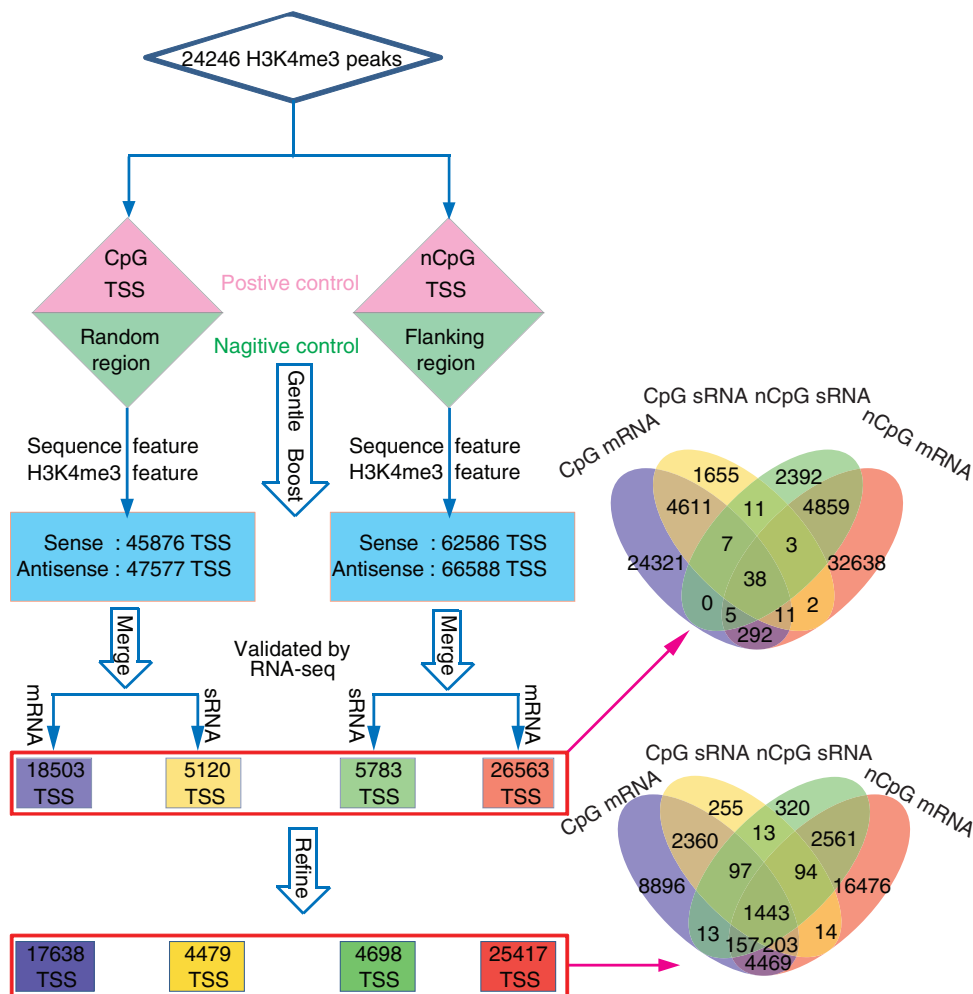 24246 H3K4me3 peaks
CpG
TSS
nCpG
TSS
Postive control
Nagitive control
Random
region
Flanking
region
Gentle Boost
Sequence feature
H3K4me3 feature
Sequence feature
H3K4me3 feature
Sense : 45876 TSS
Antisense : 47577 TSS
Sense : 62586 TSS
Antisense : 66588 TSS
Merge
Merge
Validated by
RNA-seq
mRNA
sRNA
sRNA
mRNA
18503
TSS
5120
TSS
5783
TSS
26563
TSS
Refine
17638
TSS
4479
TSS
4698
TSS
25417
TSS
CpG sRNA nCpG sRNA
CpG mRNA
nCpG mRNA
1655
2392
4611
11
4859
7
3
24321
32638
38
0
5
11
2
292
CpG sRNA nCpG sRNA
CpG mRNA
nCpG mRNA
255
320
2360
13
2561
97
94
8896
16476
1443
13
157
203
14
4469